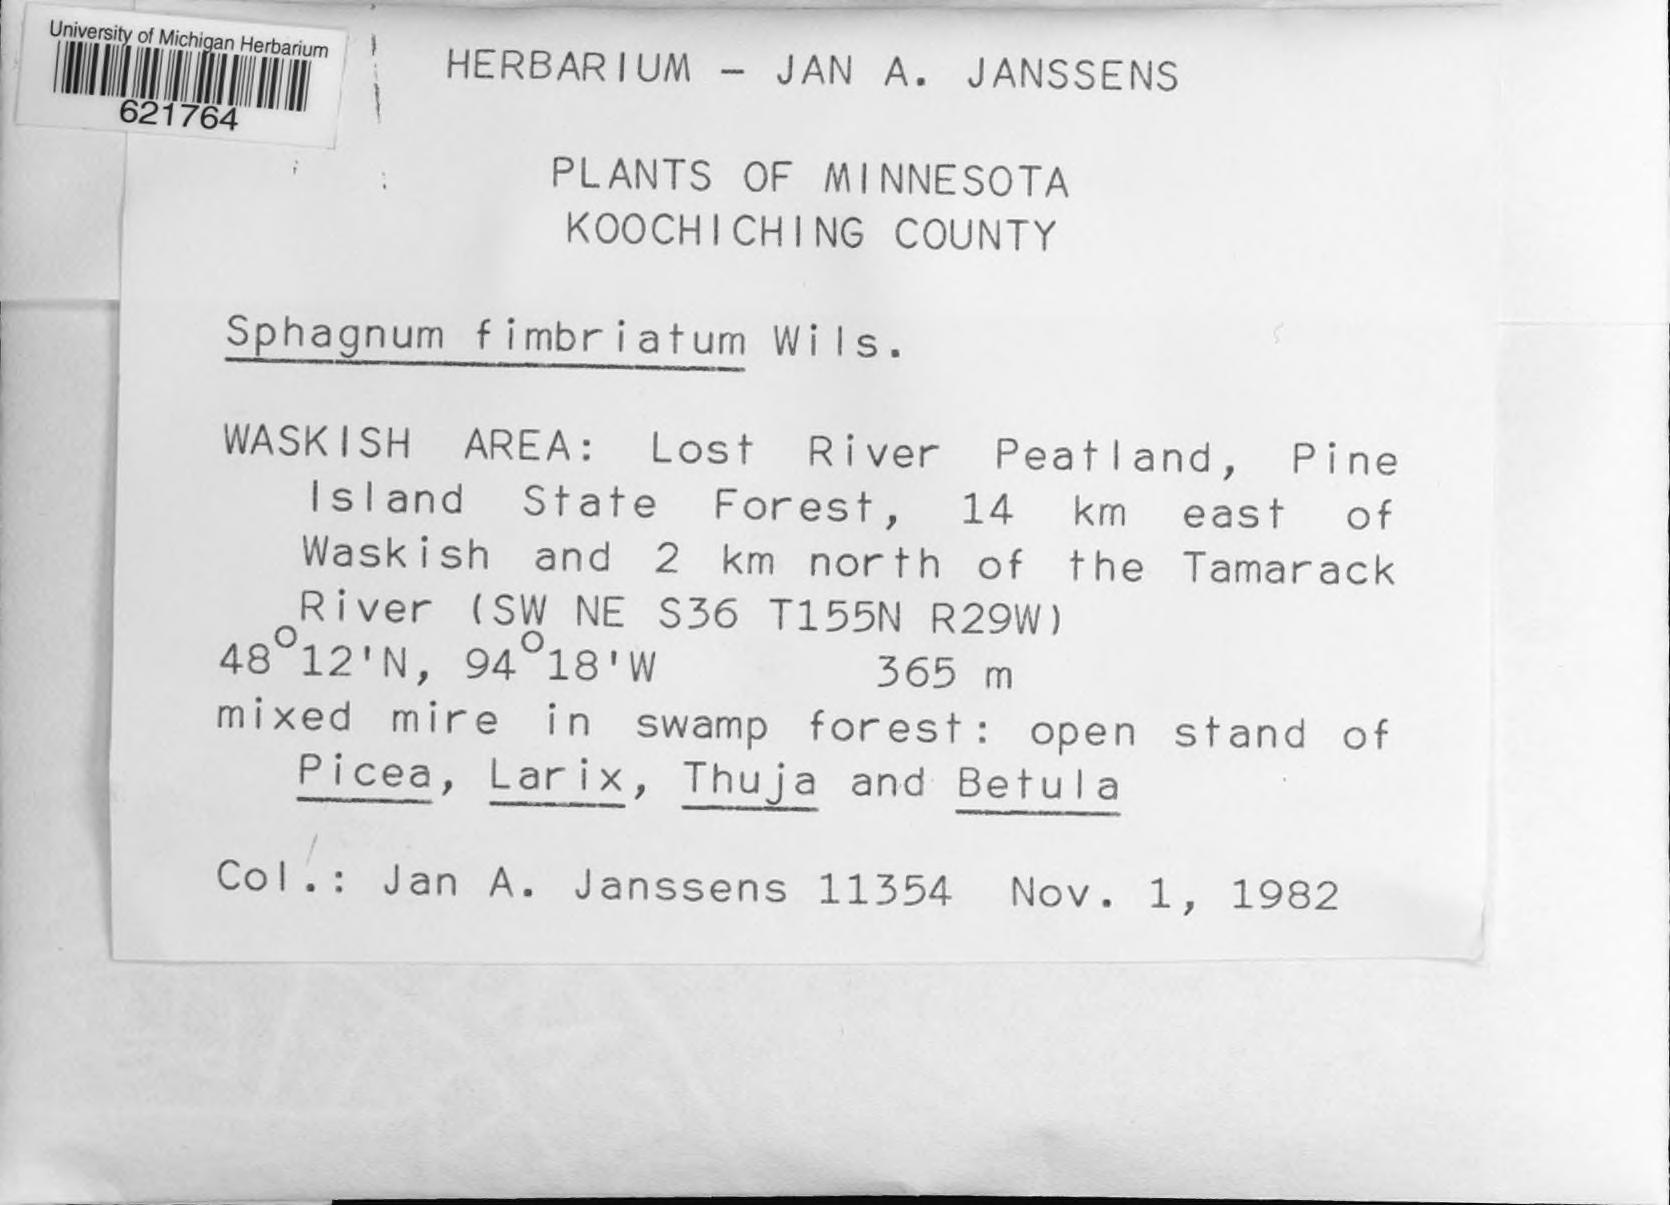 University of Michigan Herbarium
621764
HERBARIUM - JAN A. JANSSENS
PLANTS OF MINNESOTA
KOOCHICHING COUNTY
Sphagnum fimbriatum Wils.
WASKISH AREA: Lost River Peatland, Pine
Island State Forest, 14 km east of
Waskish and 2 km north of the Tamarack
River (SW NE S36 T155N R29W)
48°12'N, 94°18'W 365 m
mixed mire in swamp forest: open stand of
Picea, Larix, Thuja and Betula
Col.: Jan A. Janssens 11354 Nov. 1, 1982